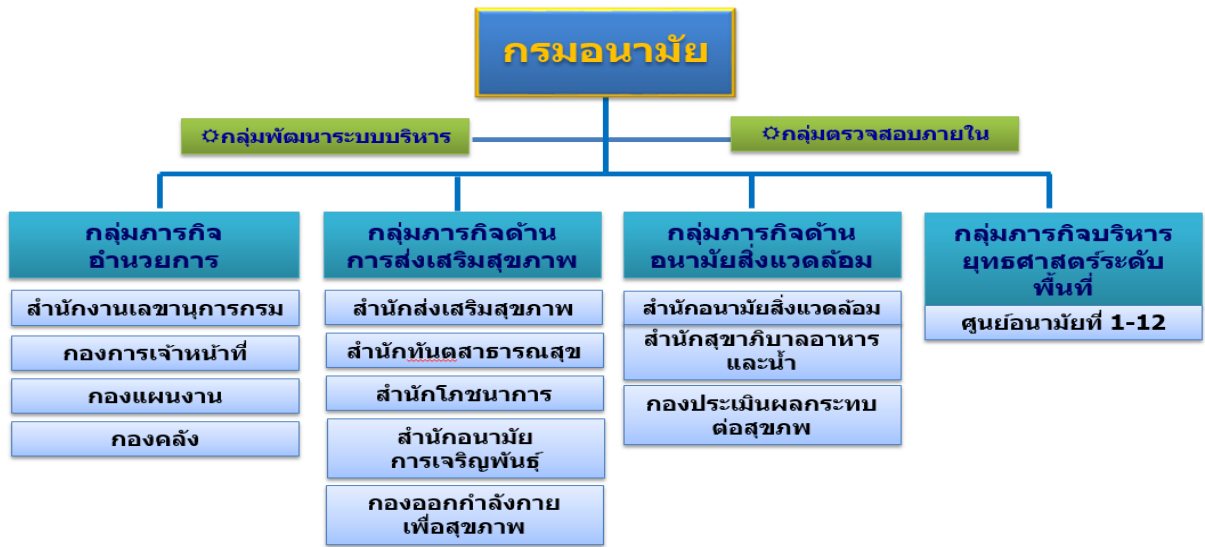 กรมอนามัย
☼กลุ่มพัฒนาระบบบริหาร
☼กลุ่มตรวจสอบภายใน
กลุ่มภารกิจ
อำนวยการ
สำนักงานเลขานุการกรม
กองการเจ้าหน้าที่
กองแผนงาน
กองคลัง
กลุ่มภารกิจด้าน
การส่งเสริมสุขภาพ
สำนักส่งเสริมสุขภาพ
สำนักทันตสาธารณสุข
สำนักโภชนาการ
สำนักอนามัย
การเจริญพันธุ์
กองออกกำลังกาย
เพื่อสุขภาพ
กลุ่มภารกิจด้าน
อนามัยสิ่งแวดล้อม
สำนักอนามัยสิ่งแวดล้อม
สำนักสุขาภิบาลอาหาร
และน้ำ
กองประเมินผลกระทบ
ต่อสุขภพ
กลุ่มภารกิจบริหาร
ยุทธศาสตร์ระดับ
พื้นที่
ศูนย์อนามัยที่ 1-12